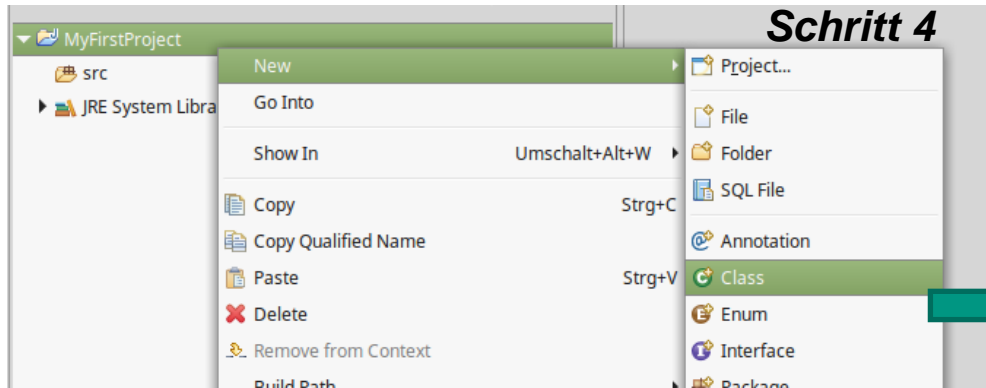 Schritt 4
MyFirstProject
src
JRE System Libra
New
Go Into
Show In Umschalt+Alt+W
Copy Strg+C
Copy Qualified Name
Paste Strg+V
Delete
Remove from Context
Build Path
Project...
File
Folder
SQL File
Annotation
Class
Enum
Interface
Package